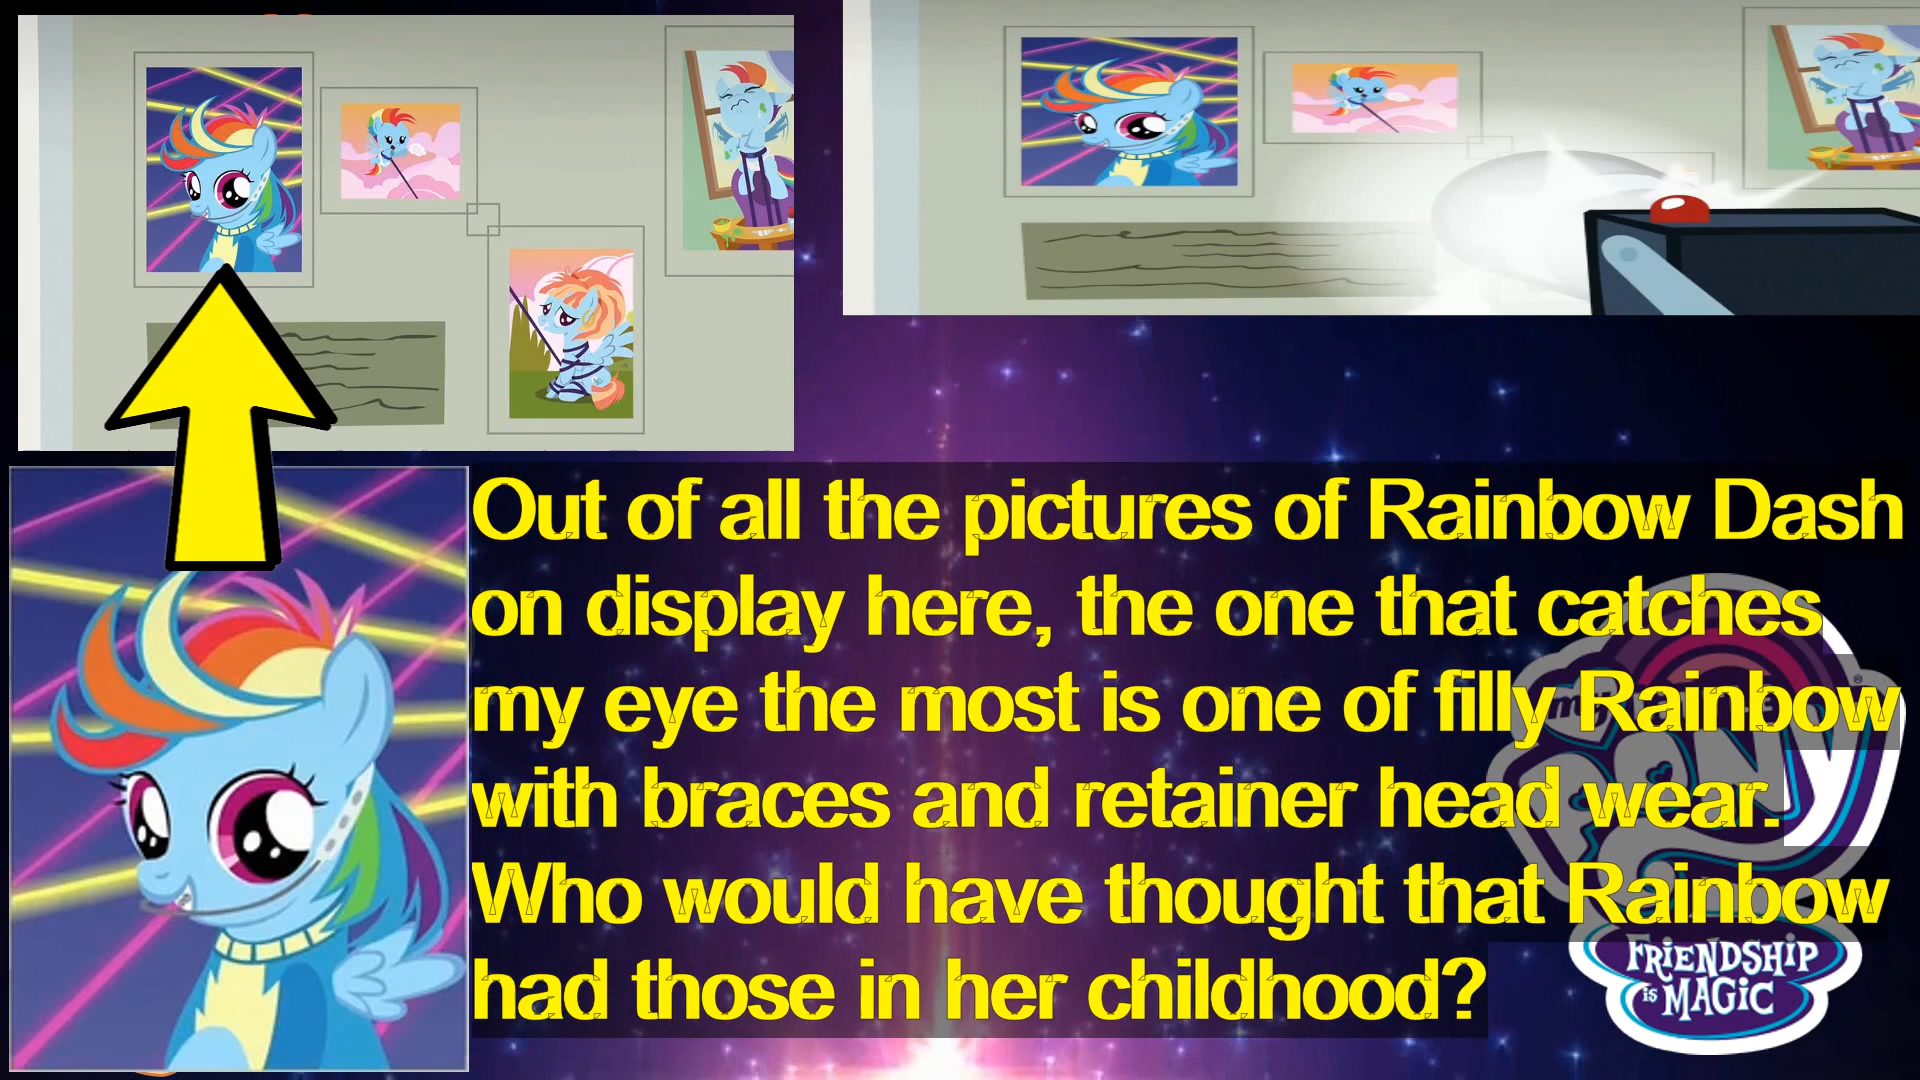 Out of all the pictures of Rainbow Dash
on display here, the one that catches
my eye the most is one of filly Rainbow
with braces and retainer head wear.
Who would have thought that Rainbow
had those in her childhood?
my
PONY
FRiENDSHiP
is MAGiC